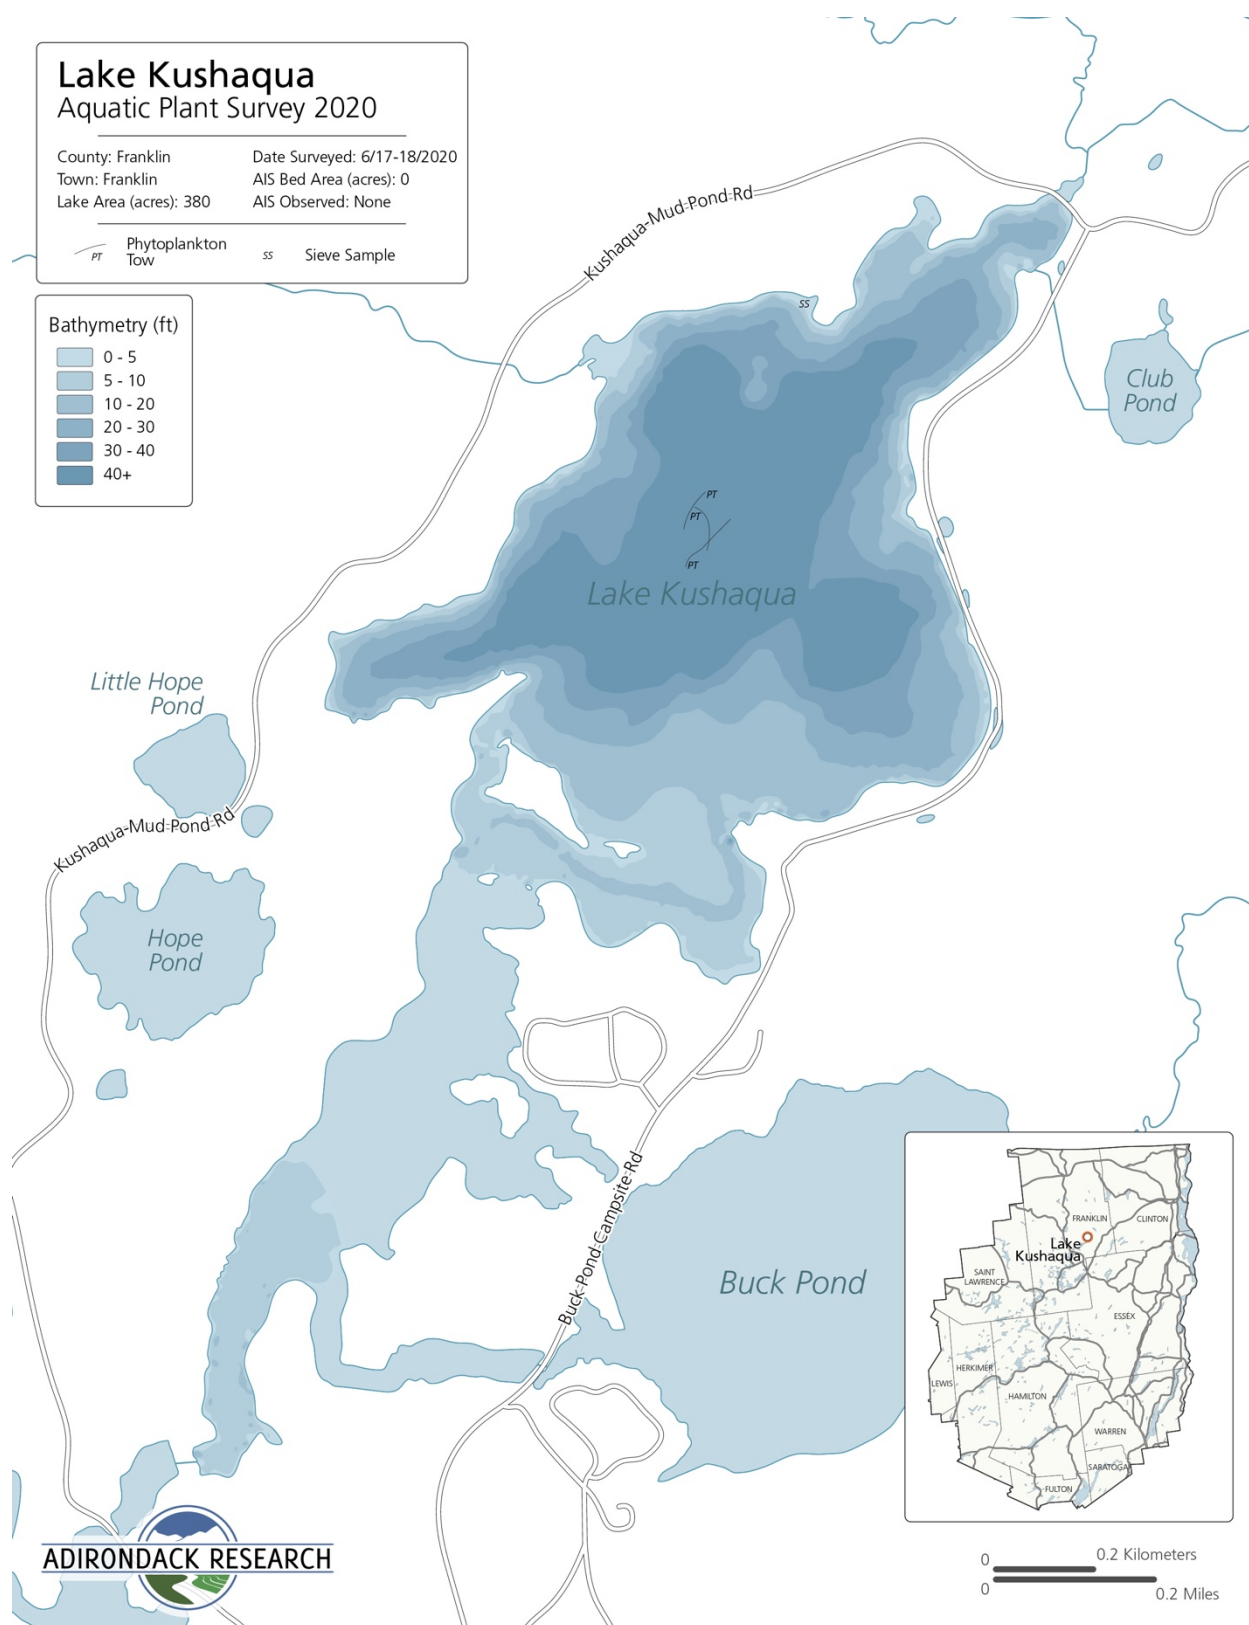 Lake Kushaqua
Aquatic Plant Survey 2020
County: Franklin
Date Surveyed: 6/17-18/2020
Town: Franklin
AIS Bed Area (acres): 0
Lake Area (acres): 380
AIS Observed: None
PT
Phytoplankton
Tow
SS
Sieve Sample
Bathymetry (ft)
0 - 5
5 - 10
10 - 20
20 - 30
30 - 40
40+
Kushaqua-Mud Pond Rd
SS
Club
Pond
PT
PT
PT
Lake Kushaqua
Little Hope
Pond
Kushaqua-Mud Pond Rd
Hope
Pond
Buck Pond Campsite Rd
Buck Pond
FRANKLIN
CLINTON
Lake
Kushaqua
SAINT
LAWRENCE
ESSEX
HERKIMER
LEWIS
HAMILTON
WARREN
SARATOGA
FULTON
ADIRONDACK RESEARCH
0
0.2 Kilometers
0
0.2 Miles